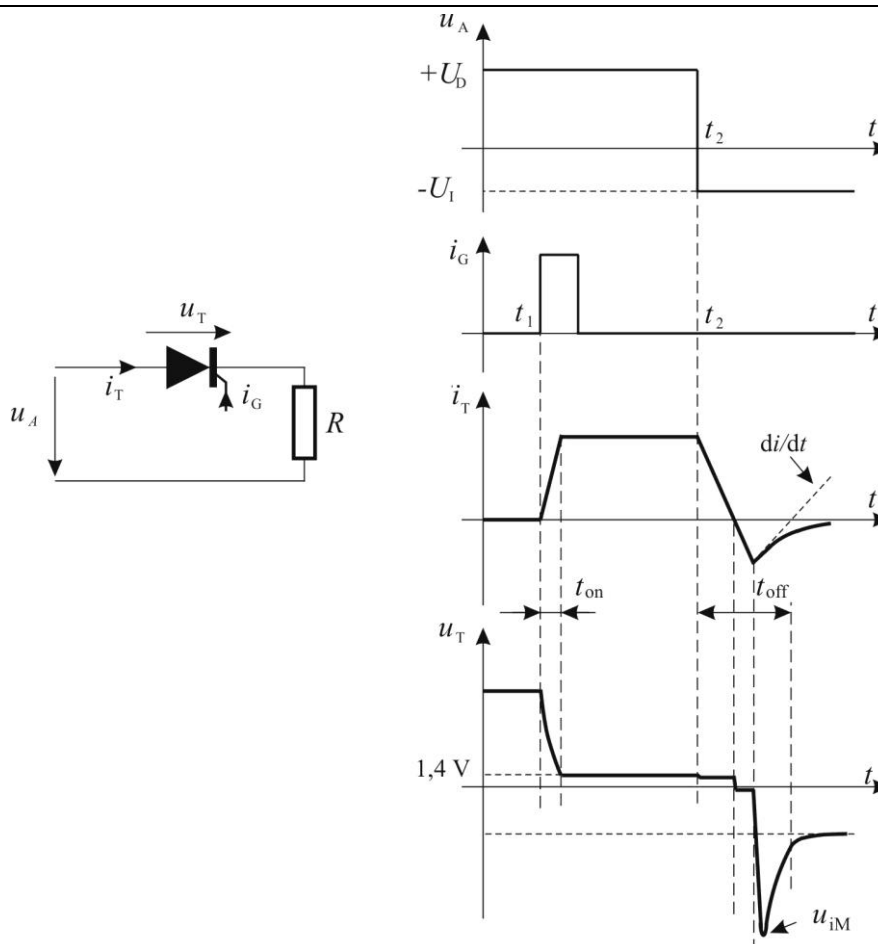 u_A
+U_D
t_2
t
-U_I
i_G
t_1
t_2
t
u_T
i_T
i_G
u_A
R
i_T
di/dt
t
t_on
t_off
u_T
1,4 V
t
u_iM